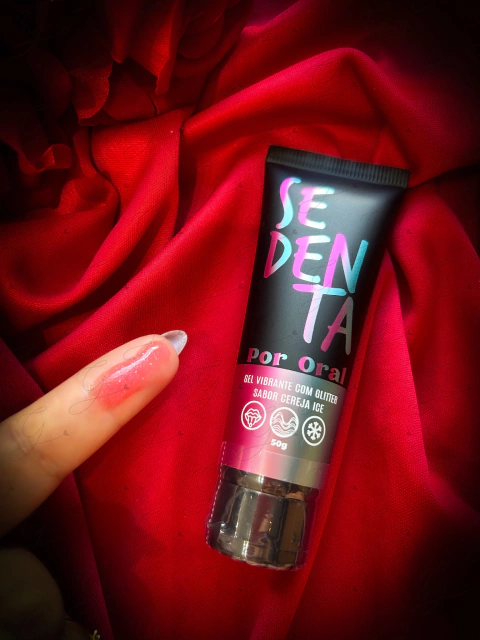 SE
DEN
TA
Por Oral
GEL VIBRANTE COM GLITTER
SABOR CEREJA ICE
50g